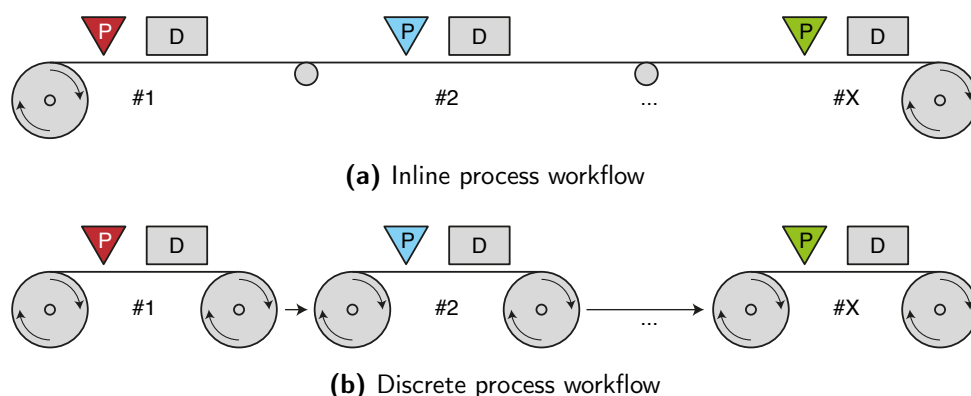 P D P D P D
#1 #2 ... #X
(a) Inline process workflow
P D P D P D
#1 #2 ... #X
(b) Discrete process workflow